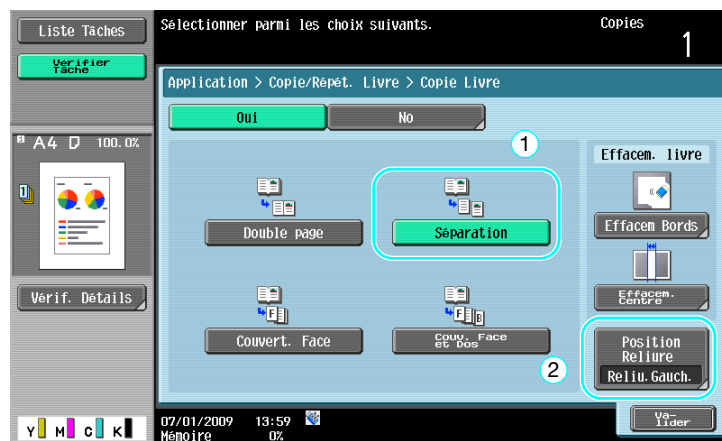 Liste Tâches
Sélectionner parmi les choix suivants.
Copies
1
Vérifier
Tâche
Application > Copie/Répét. Livre > Copie Livre
Oui
No
1
A4 100.0%
Effacem. livre
Double page
Séparation
Effacem Bords
Effacem.
Centre
Vérif. Détails
F
F B
Couvert. Face
Couv. Face
et Dos
2
Position
Reliure
Reliu.Gauch.
Y M C K
07/01/2009 13:59
Mémoire 0%
Va-
lider